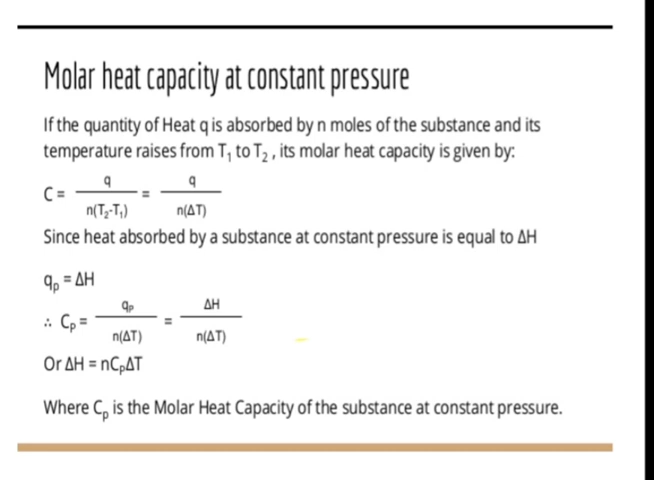 Molar heat capacity at constant pressure
If the quantity of Heat q is absorbed by n moles of the substance and its
temperature raises from T₁ to T₂ , its molar heat capacity is given by:
C = q / n(T₂-T₁) = q / n(ΔT)
Since heat absorbed by a substance at constant pressure is equal to ΔH
qₚ = ΔH
∴ Cₚ = qₚ / n(ΔT) = ΔH / n(ΔT)
Or ΔH = nCₚΔT
Where Cₚ is the Molar Heat Capacity of the substance at constant pressure.